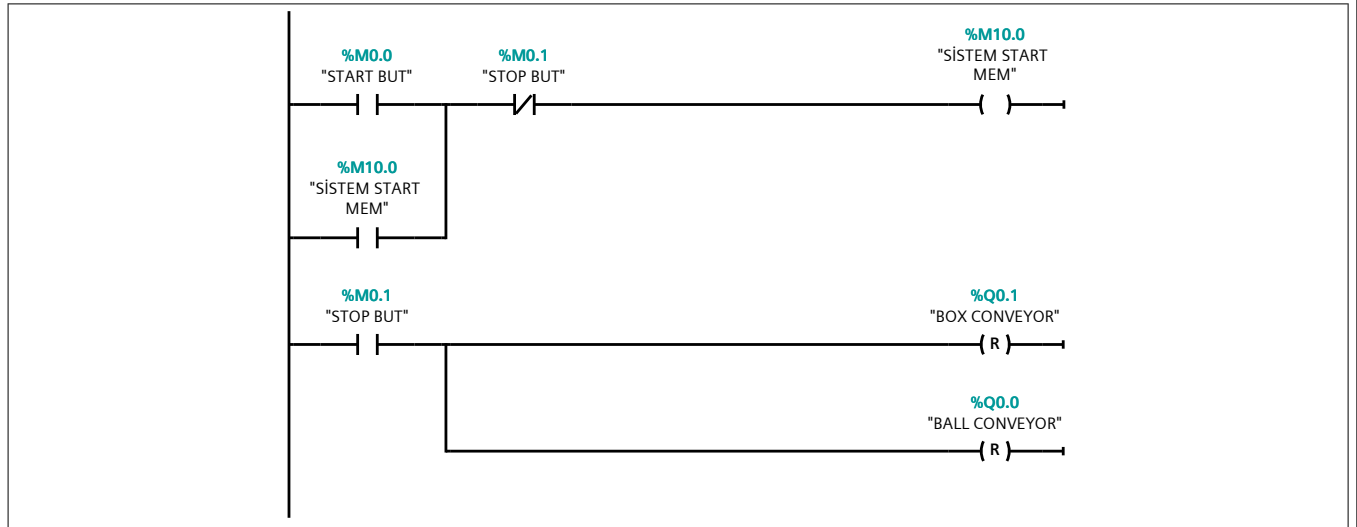 %M0.0
"START BUT"
%M0.1
"STOP BUT"
%M10.0
"SİSTEM START
MEM"
%M10.0
"SİSTEM START
MEM"
%M0.1
"STOP BUT"
%Q0.1
"BOX CONVEYOR"
R
%Q0.0
"BALL CONVEYOR"
R